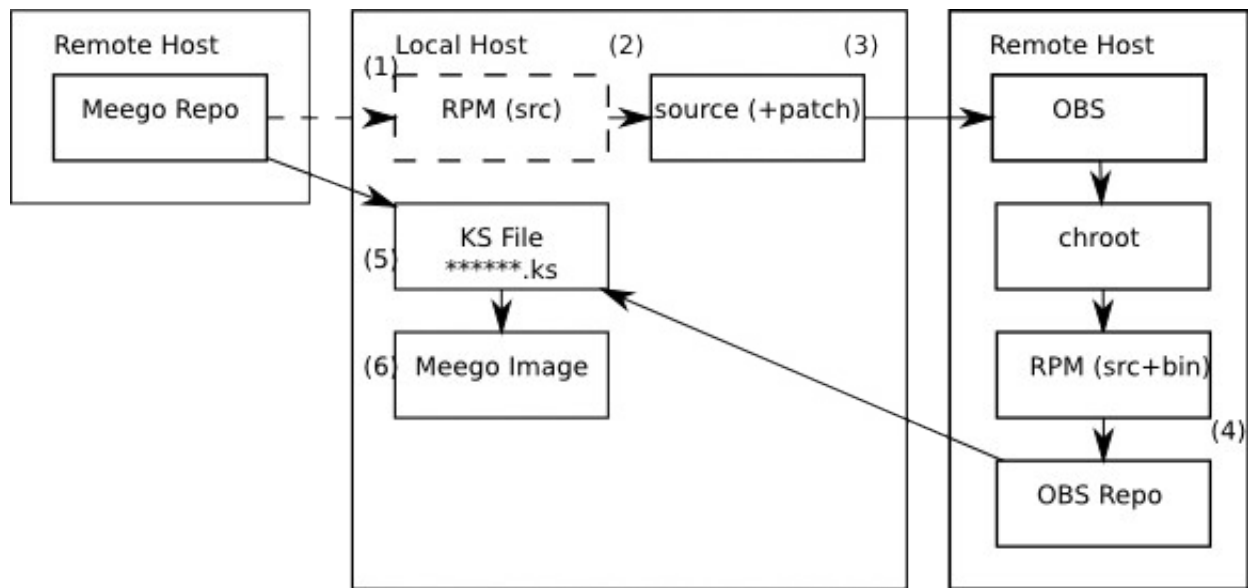 Remote Host
Meego Repo
Local Host
(1)
RPM (src)
(2)
source (+patch)
(3)
KS File
******.ks
(5)
Meego Image
(6)
Remote Host
OBS
chroot
RPM (src+bin)
(4)
OBS Repo